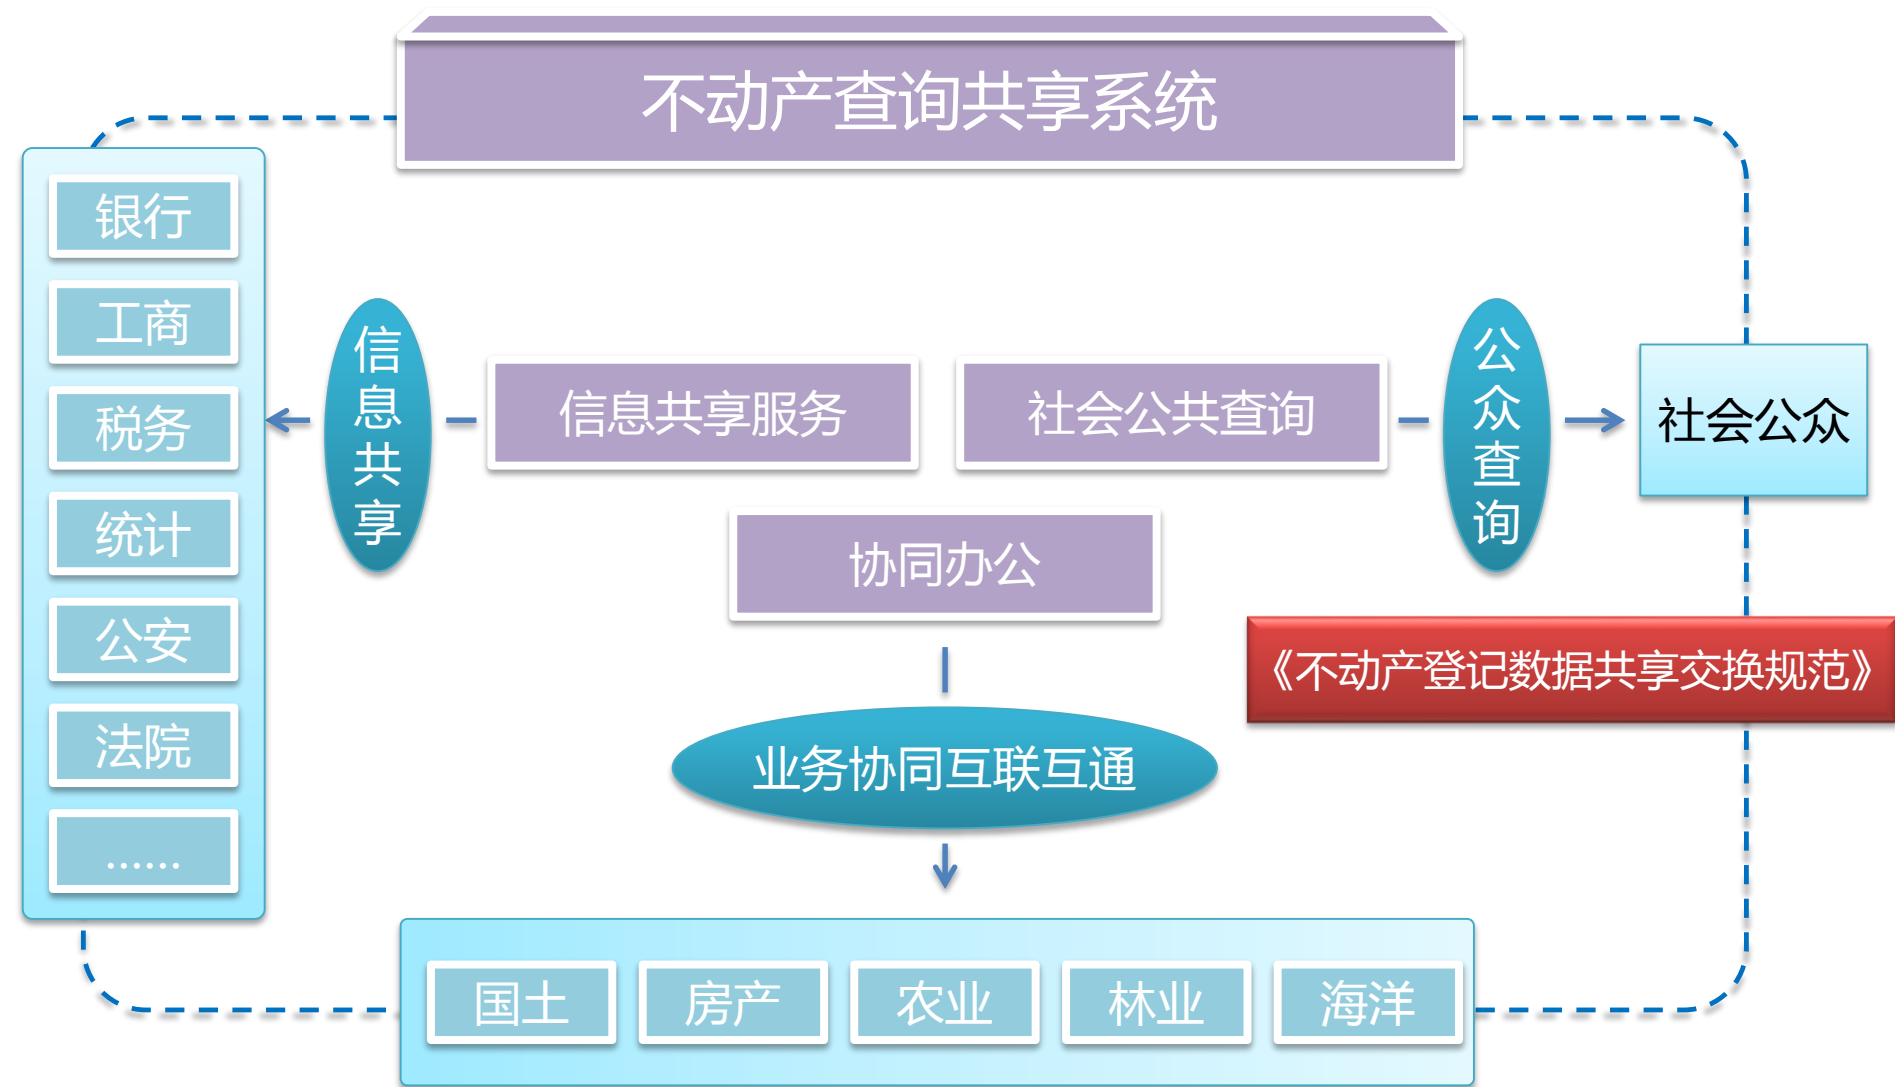 不动产查询共享系统
银行
工商
税务
统计
公安
法院
……
信息共享
信息共享服务
社会公共查询
协同办公
公众查询
社会公众
《不动产登记数据共享交换规范》
业务协同互联互通
国土
房产
农业
林业
海洋